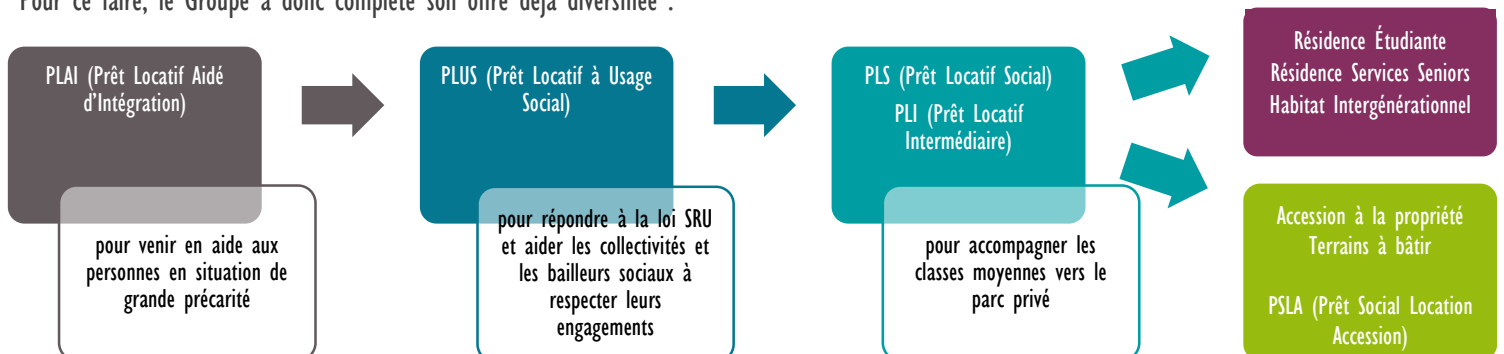 Pour ce faire, le Groupe a donc complété son offre déjà diversifiée :
PLAI (Prêt Locatif Aidé
d'Intégration)
pour venir en aide aux
personnes en situation de
grande précarité
PLUS (Prêt Locatif à Usage
Social)
pour répondre à la loi SRU
et aider les collectivités et
les bailleurs sociaux à
respecter leurs
engagements
PLS (Prêt Locatif Social)
PLI (Prêt Locatif
Intermédiaire)
pour accompagner les
classes moyennes vers le
parc privé
Résidence Étudiante
Résidence Services Seniors
Habitat Intergénérationnel
Accession à la propriété
Terrains à bâtir
PSLA (Prêt Social Location
Accession)